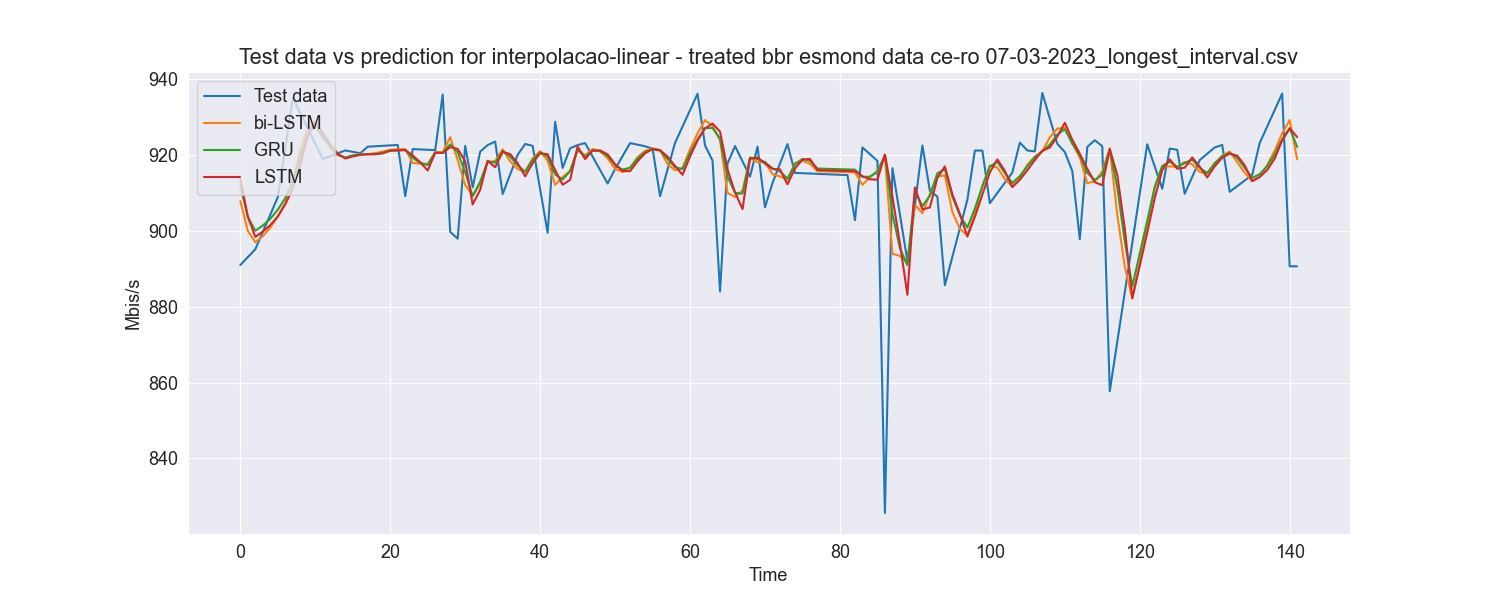 Test data vs prediction for interpolacao-linear - treated bbr esmond data ce-ro 07-03-2023_longest_interval.csv
940
920
900
880
860
840
Mbis/s
Test data
bi-LSTM
GRU
LSTM
0 20 40 60 80 100 120 140
Time